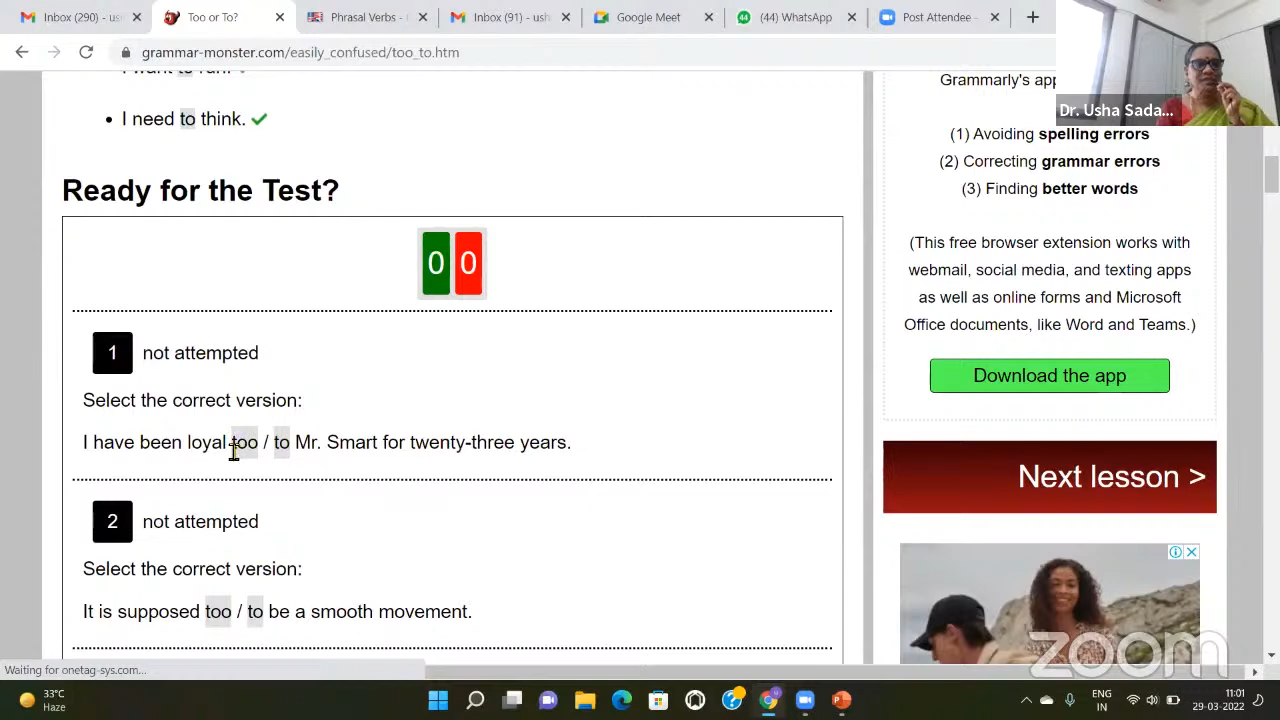 Inbox (290) - ush
Too or To?
Phrasal Verbs -
Inbox (91) - ush
Google Meet
(44) WhatsApp
Post Attendee -
grammar-monster.com/easily_confused/too_to.htm
Dr. Usha Sada...
I want to run.
• I need to think.
Ready for the Test?
0 0
1 not attempted
Select the correct version:
I have been loyal too / to Mr. Smart for twenty-three years.
2 not attempted
Select the correct version:
It is supposed too / to be a smooth movement.
Grammarly's app
(1) Avoiding spelling errors
(2) Correcting grammar errors
(3) Finding better words
(This free browser extension works with
webmail, social media, and texting apps
as well as online forms and Microsoft
Office documents, like Word and Teams.)
Download the app
Next lesson >
zoom
Waiting for onetag-sys.com...
33°C
Haze
44
ENG
IN
11:01
29-03-2022